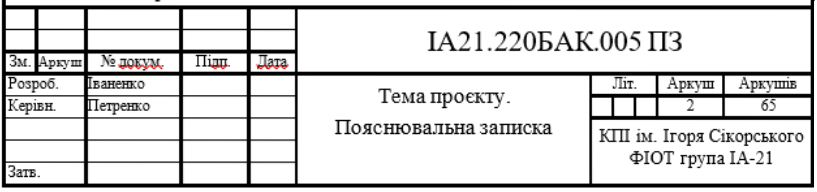 ІА21.220БАК.005 ПЗ
Зм. Аркуш № докум. Підп. Дата
Розроб. Іваненко
Керівн. Петренко
Затв.
Тема проєкту.
Пояснювальна записка
Літ. Аркуш Аркушів
2 65
КПІ ім. Ігоря Сікорського
ФІОТ група ІА-21